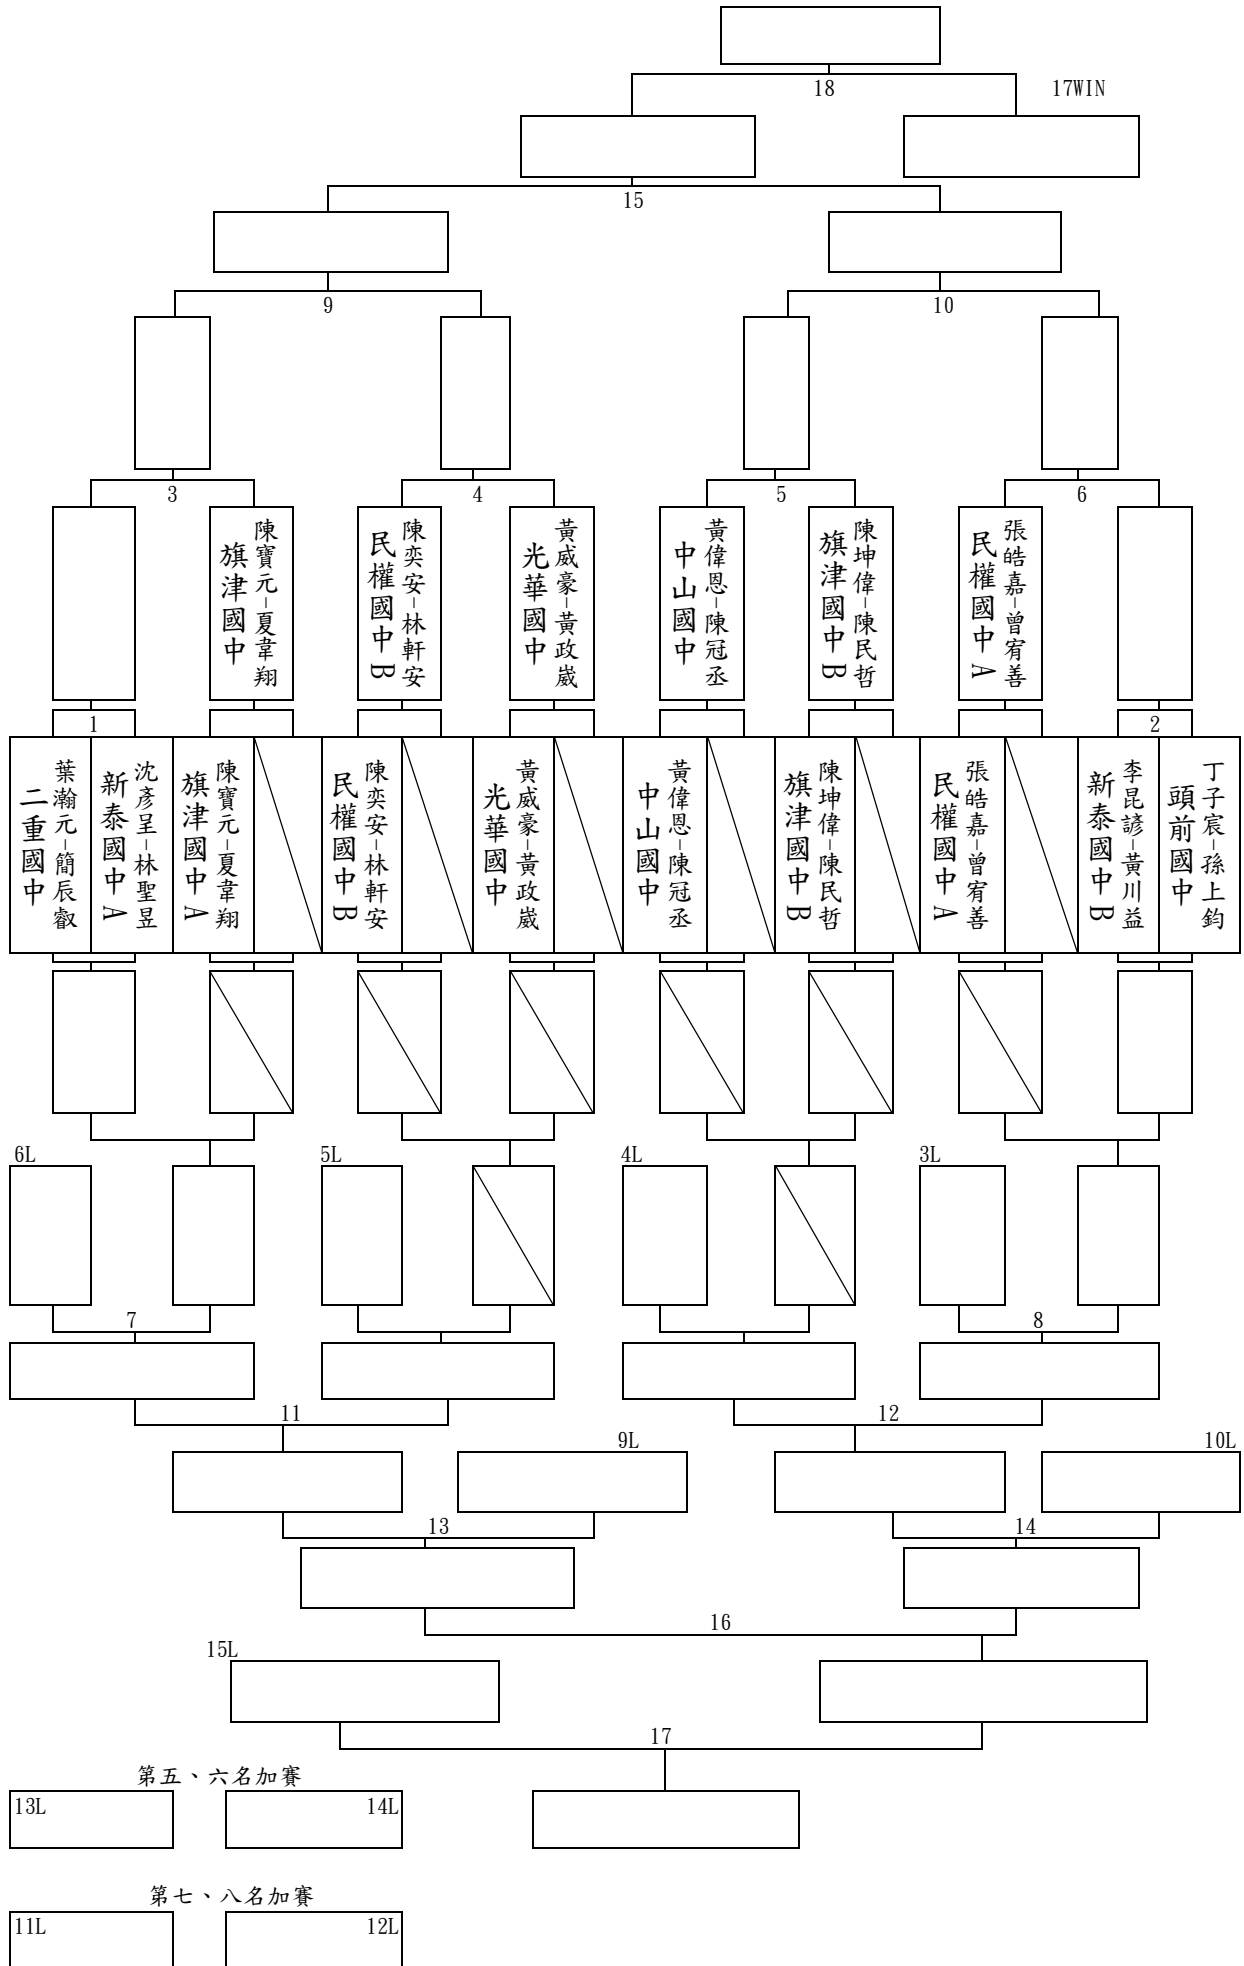 18
17WIN
15
9
10
3
4
5
6
旗津國中
陳寶元-夏韋翔
民權國中B
陳奕安-林軒安
光華國中
黃威豪-黃政崴
中山國中
黃偉恩-陳冠丞
旗津國中B
陳坤偉-陳民哲
民權國中A
張皓嘉-曾宥善
1
2
二重國中
葉瀚元-簡辰叡
新泰國中A
沈彥呈-林聖昱
旗津國中A
陳寶元-夏韋翔
民權國中B
陳奕安-林軒安
光華國中
黃威豪-黃政崴
中山國中
黃偉恩-陳冠丞
旗津國中B
陳坤偉-陳民哲
民權國中A
張皓嘉-曾宥善
新泰國中B
李昆諺-黃川益
頭前國中
丁子宸-孫上鈞
6L
5L
4L
3L
7
8
11
12
9L
10L
13
14
16
15L
17
第五、六名加賽
13L
14L
第七、八名加賽
11L
12L